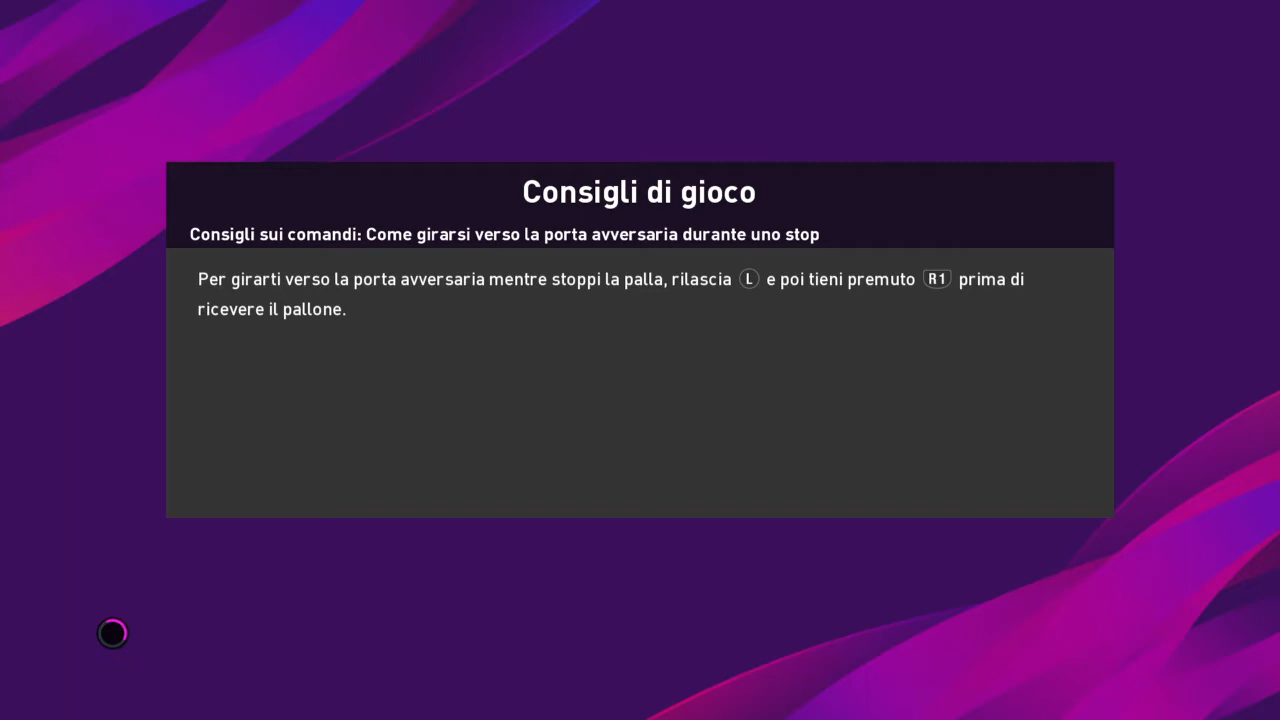 Consigli di gioco
Consigli sui comandi: Come girarsi verso la porta avversaria durante uno stop
Per girarti verso la porta avversaria mentre stoppi la palla, rilascia L e poi tieni premuto R1 prima di
ricevere il pallone.